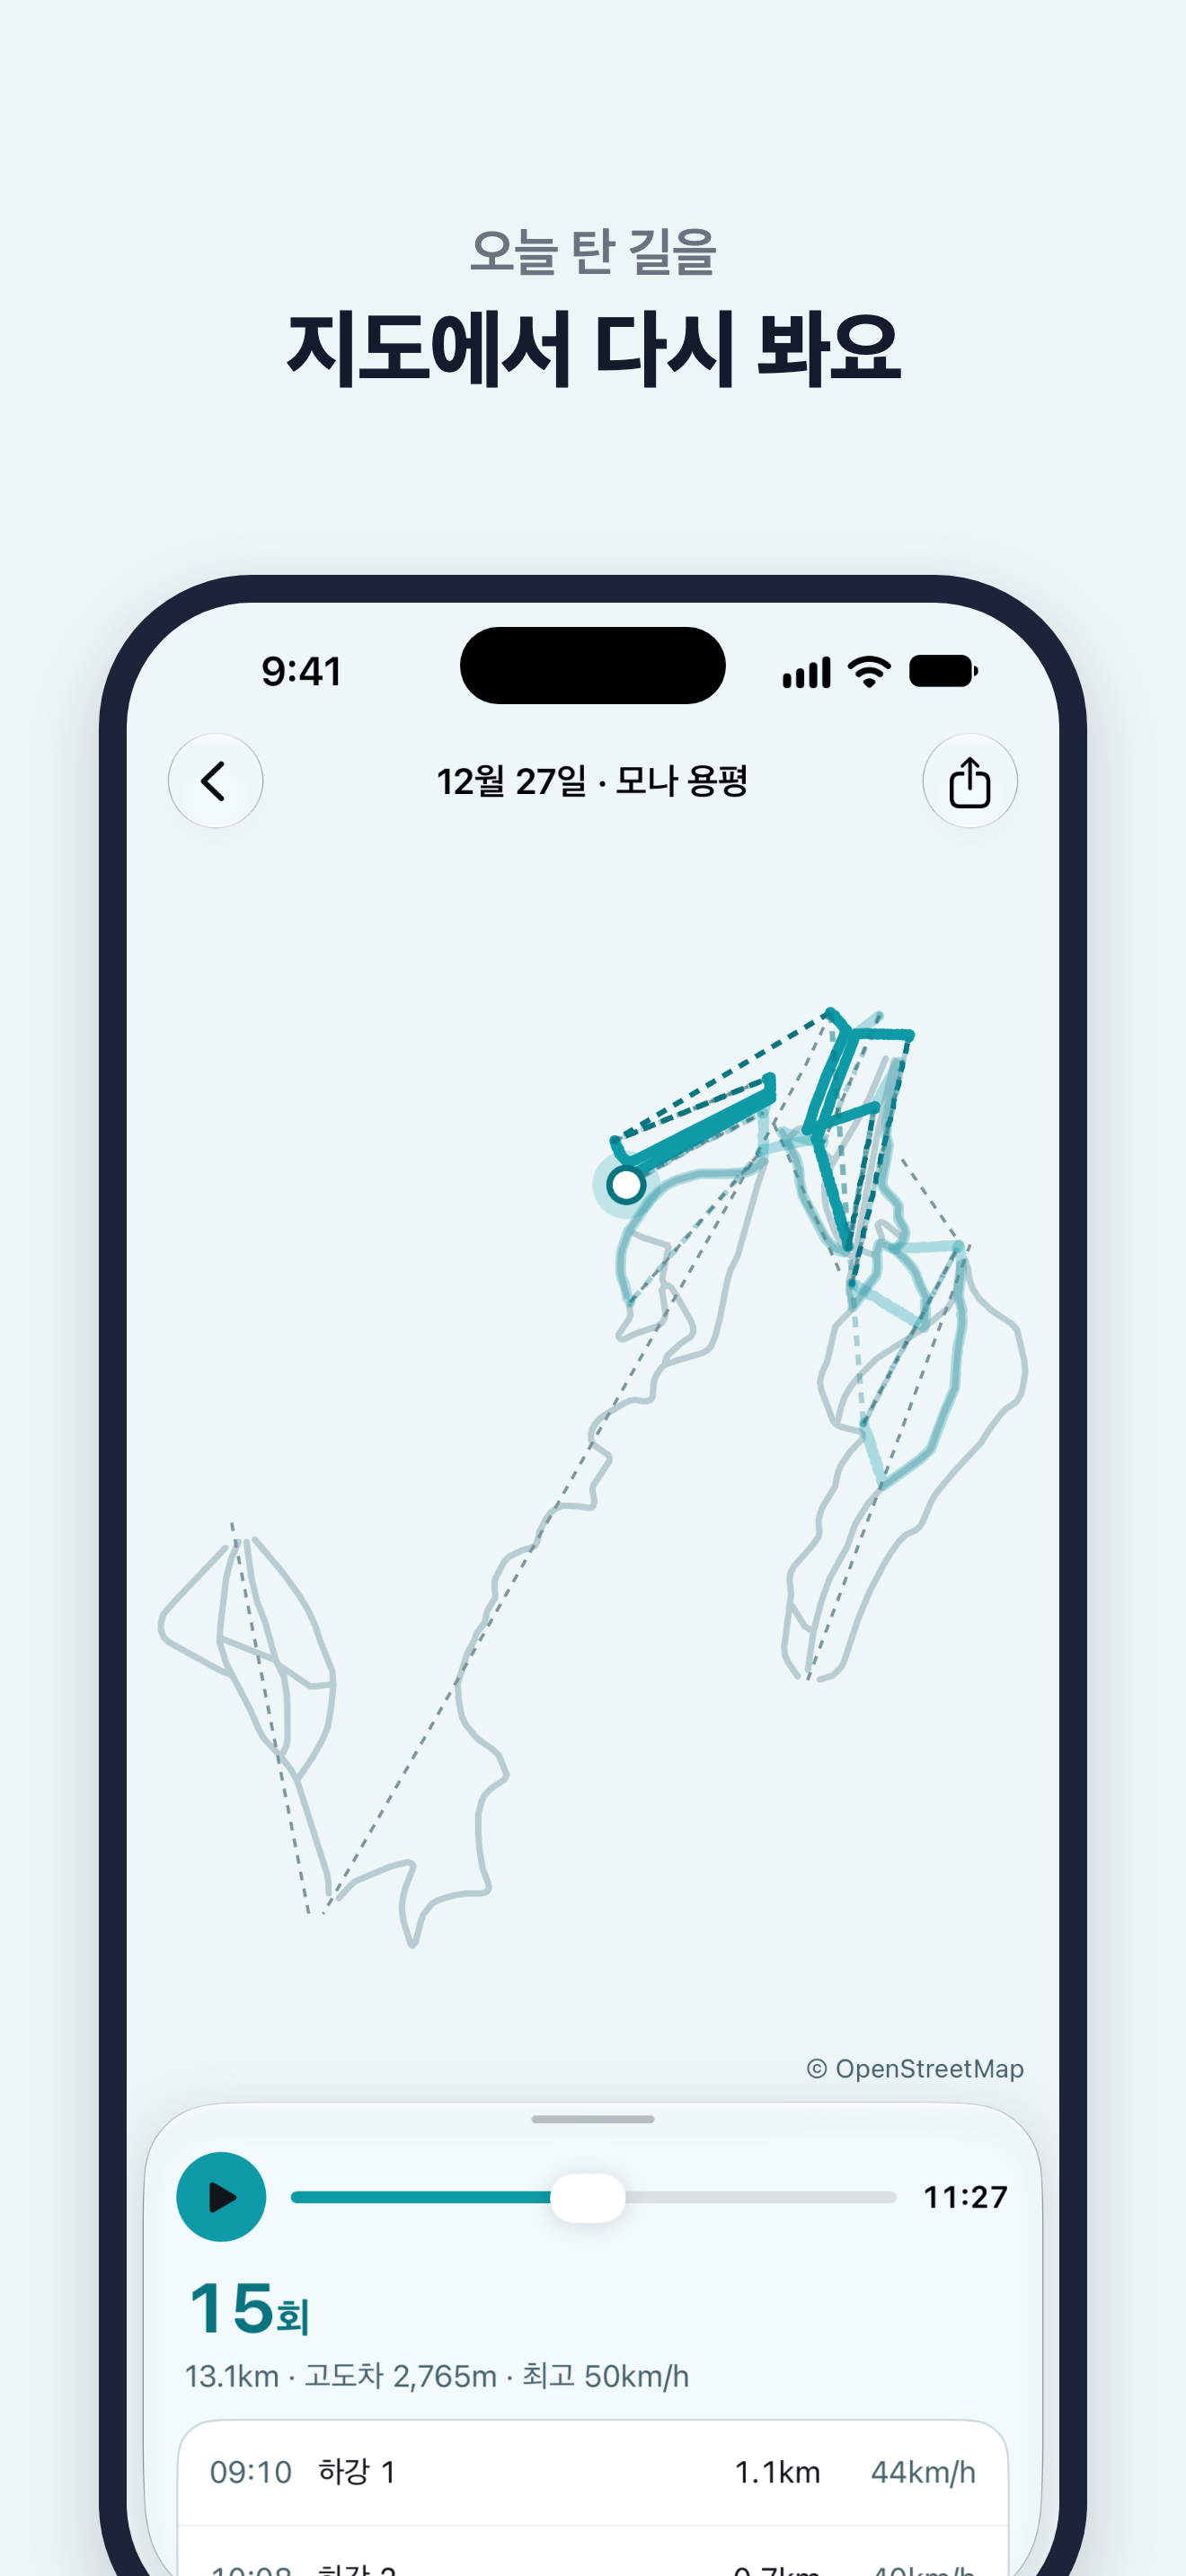 오늘 탄 길을
지도에서 다시 봐요
9:41
12월 27일 · 모나 용평
© OpenStreetMap
11:27
15회
13.1km · 고도차 2,765m · 최고 50km/h
09:10 하강 1 1.1km 44km/h